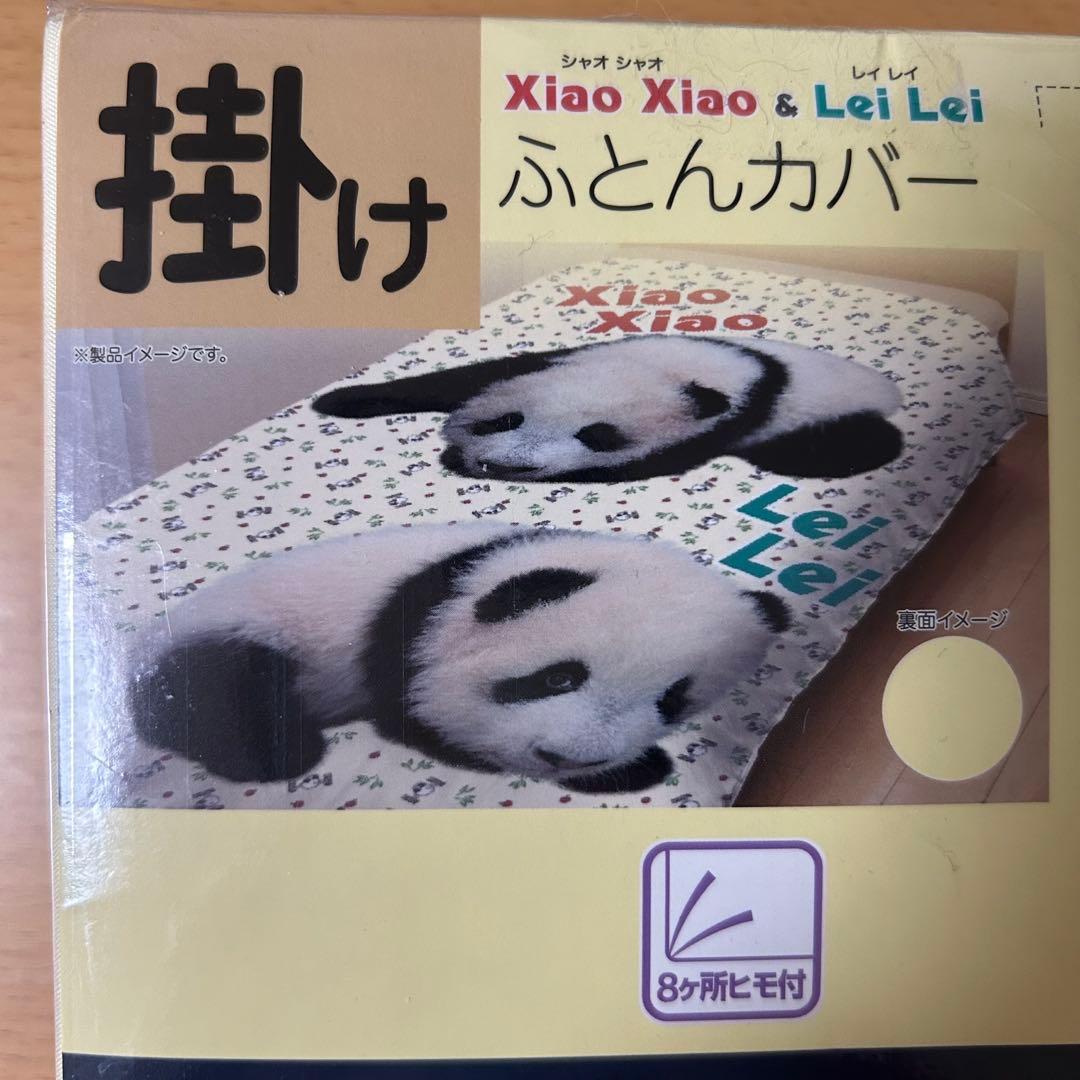 掛け
シャオ シャオ レイ レイ
Xiao Xiao & Lei Lei
ふとんカバー
※製品イメージです。
Xiao
Xiao
Lei
Lei
裏面イメージ
8ヶ所ヒモ付